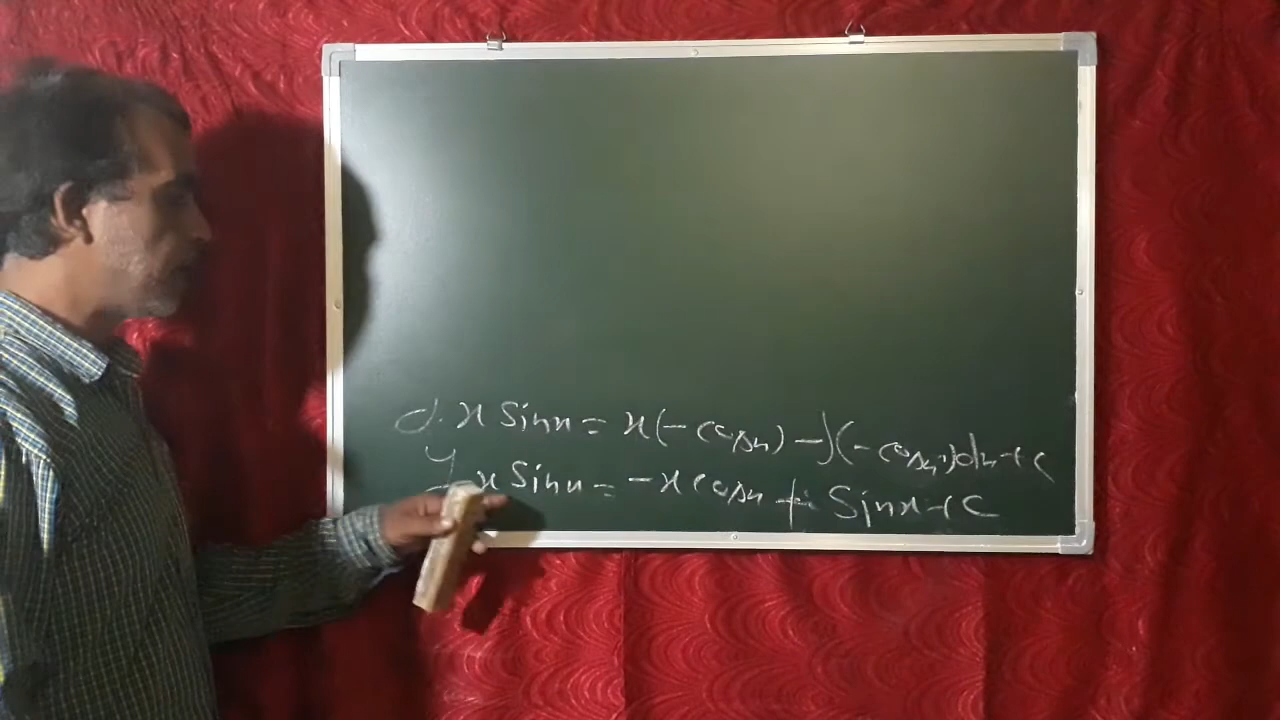 y. x Sinx = x(-cosx) -∫(-cosx)dx+c
y x Sinx = -x cosx + Sinx+C